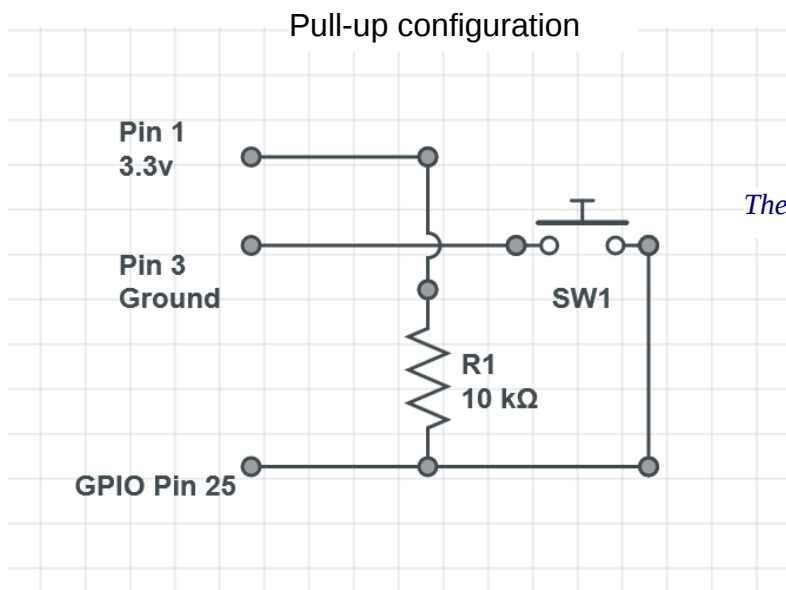 Pull-up configuration
Pin 1
3.3v
The
Pin 3
Ground
SW1
R1
10 kΩ
GPIO Pin 25